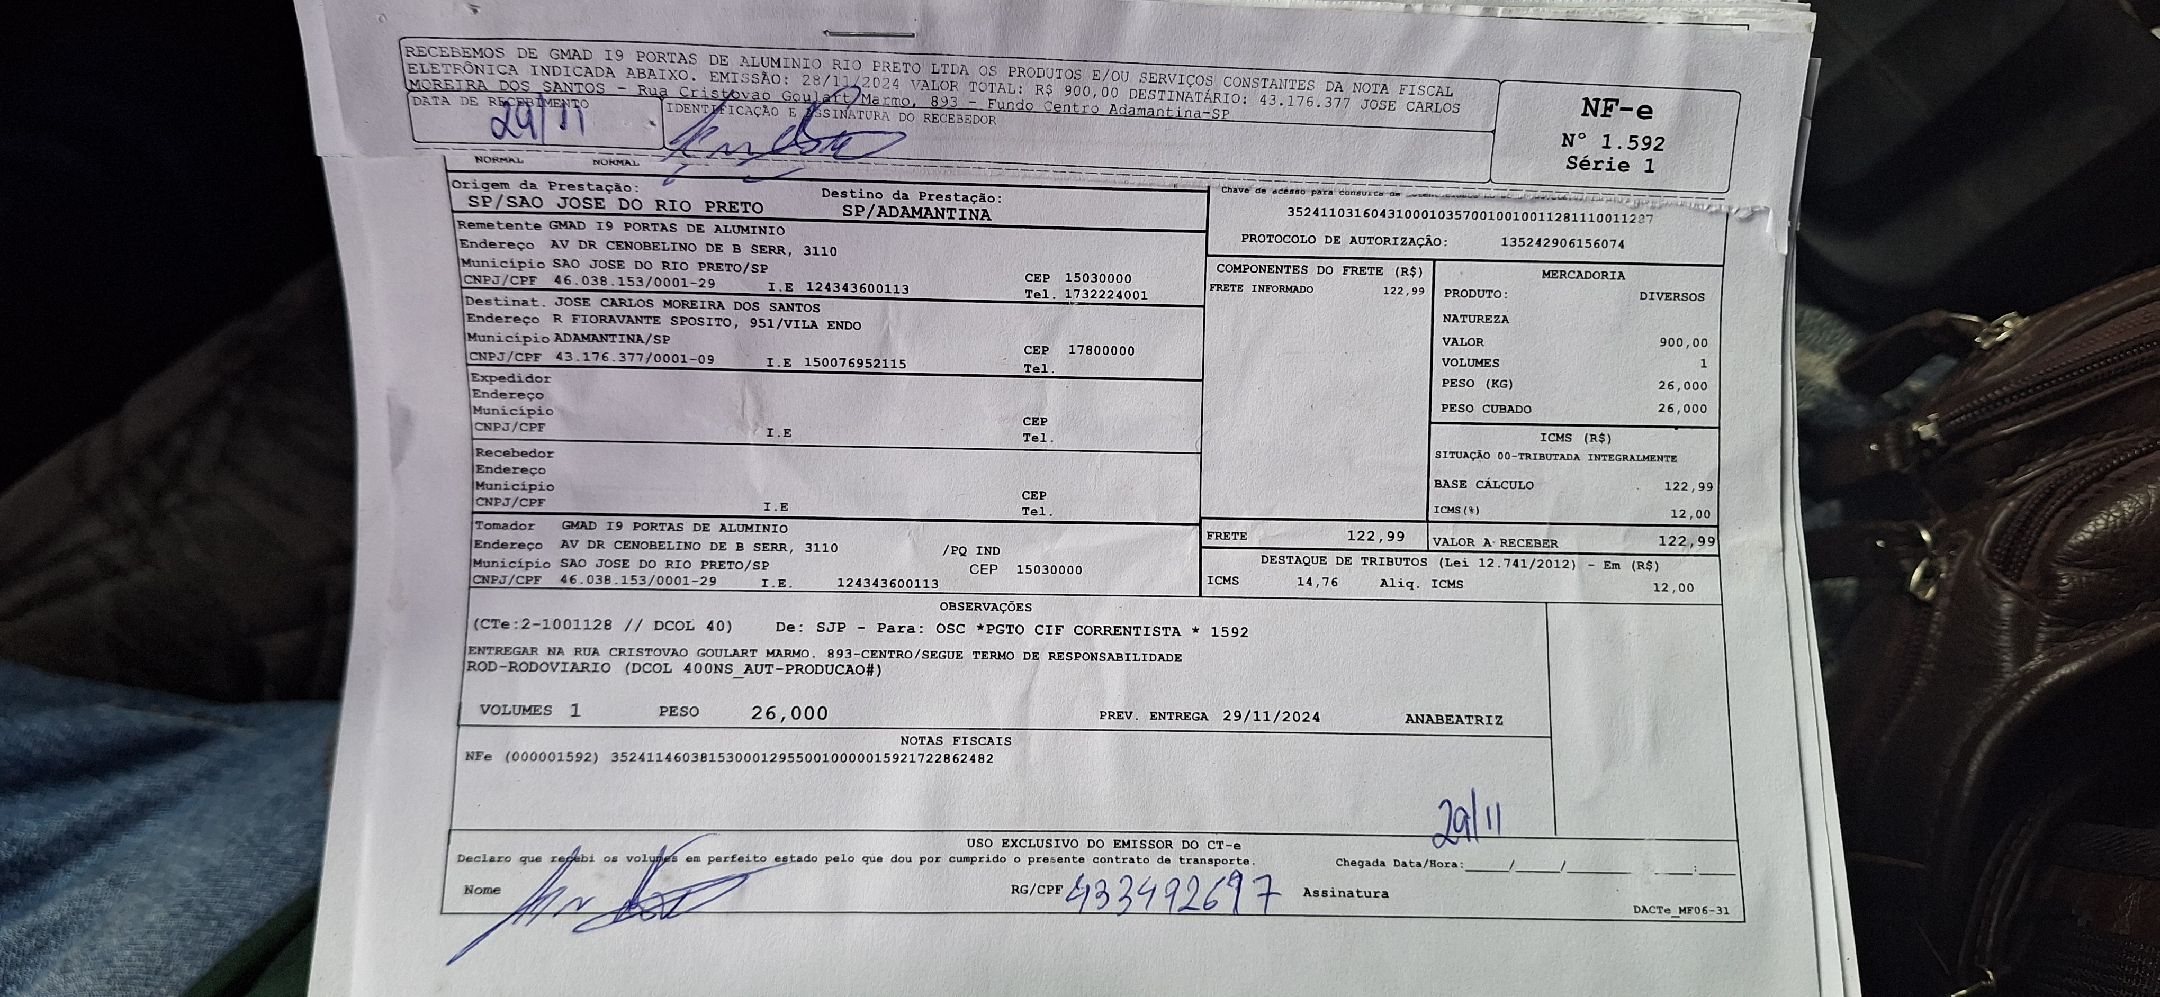 RECEBEMOS DE GMAD I9 PORTAS DE ALUMINIO RIO PRETO LTDA OS PRODUTOS E/OU SERVIÇOS CONSTANTES DA NOTA FISCAL
ELETRÔNICA INDICADA ABAIXO. EMISSÃO: 28/11/2024 VALOR TOTAL: R$ 900,00 DESTINATÁRIO: 43.176.377 JOSE CARLOS
MOREIRA DOS SANTOS - Rua Cristovao Goulart Marmo, 893 - Fundo Centro Adamantina-SP
DATA DE RECEBIMENTO
29/11
IDENTIFICAÇÃO E ASSINATURA DO RECEBEDOR
NF-e
N° 1.592
Série 1
NORMAL NORMAL
Origem da Prestação:
SP/SAO JOSE DO RIO PRETO
Destino da Prestação:
SP/ADAMANTINA
Chave de acesso para consulta
35241103160431000103570010010011281110011287
PROTOCOLO DE AUTORIZAÇÃO: 135242906156074
Remetente GMAD I9 PORTAS DE ALUMINIO
Endereço AV DR CENOBELINO DE B SERR, 3110
Município SAO JOSE DO RIO PRETO/SP
CEP 15030000
CNPJ/CPF 46.038.153/0001-29 I.E 124343600113 Tel. 1732224001
Destinat. JOSE CARLOS MOREIRA DOS SANTOS
Endereço R FIORAVANTE SPOSITO, 951/VILA ENDO
Município ADAMANTINA/SP
CEP 17800000
CNPJ/CPF 43.176.377/0001-09 I.E 150076952115 Tel.
Expedidor
Endereço
Município
CEP
CNPJ/CPF I.E Tel.
Recebedor
Endereço
Município
CEP
CNPJ/CPF I.E Tel.
Tomador GMAD I9 PORTAS DE ALUMINIO
Endereço AV DR CENOBELINO DE B SERR, 3110 /PQ IND
Município SAO JOSE DO RIO PRETO/SP CEP 15030000
CNPJ/CPF 46.038.153/0001-29 I.E. 124343600113
COMPONENTES DO FRETE (R$)
FRETE INFORMADO 122,99
MERCADORIA
PRODUTO: DIVERSOS
NATUREZA
VALOR 900,00
VOLUMES 1
PESO (KG) 26,000
PESO CUBADO 26,000
ICMS (R$)
SITUAÇÃO 00-TRIBUTADA INTEGRALMENTE
BASE CÁLCULO 122,99
ICMS(%) 12,00
FRETE 122,99
VALOR A RECEBER 122,99
DESTAQUE DE TRIBUTOS (Lei 12.741/2012) - Em (R$)
ICMS 14,76 Aliq. ICMS 12,00
OBSERVAÇÕES
(CTe:2-1001128 // DCOL 40) De: SJP - Para: OSC *PGTO CIF CORRENTISTA * 1592
ENTREGAR NA RUA CRISTOVAO GOULART MARMO. 893-CENTRO/SEGUE TERMO DE RESPONSABILIDADE
ROD-RODOVIARIO (DCOL 400NS_AUT-PRODUCAO#)
VOLUMES 1 PESO 26,000 PREV. ENTREGA 29/11/2024 ANABEATRIZ
NOTAS FISCAIS
NFe (000001592) 35241146038153000129550010000015921722862482
29/11
USO EXCLUSIVO DO EMISSOR DO CT-e
Declaro que recebi os volumes em perfeito estado pelo que dou por cumprido o presente contrato de transporte.
Chegada Data/Hora:____/____/______ ____:____
Nome RG/CPF 433492697 Assinatura
DACTe_MF06-31